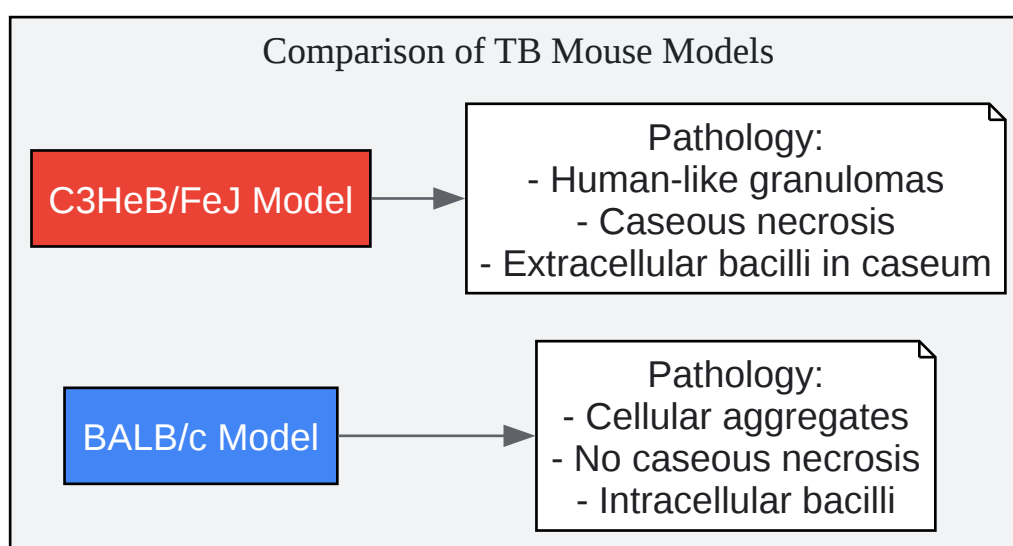 Comparison of TB Mouse Models
C3HeB/FeJ Model
Pathology:
- Human-like granulomas
- Caseous necrosis
- Extracellular bacilli in caseum
BALB/c Model
Pathology:
- Cellular aggregates
- No caseous necrosis
- Intracellular bacilli